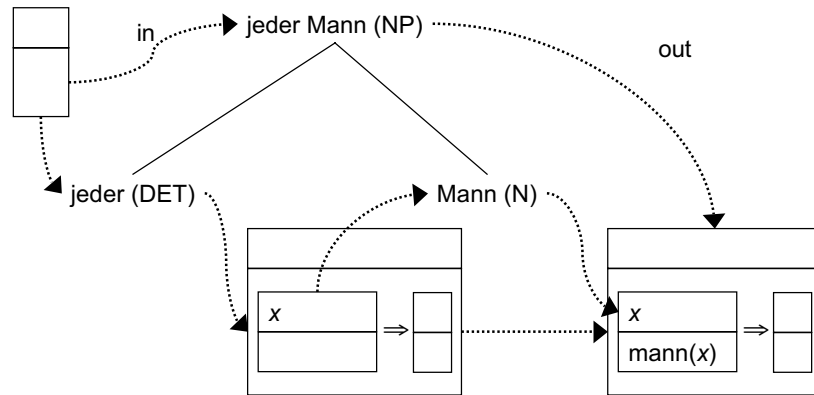 in
jeder Mann (NP)
out
jeder (DET)
Mann (N)
x
⇒
x
⇒
mann(x)